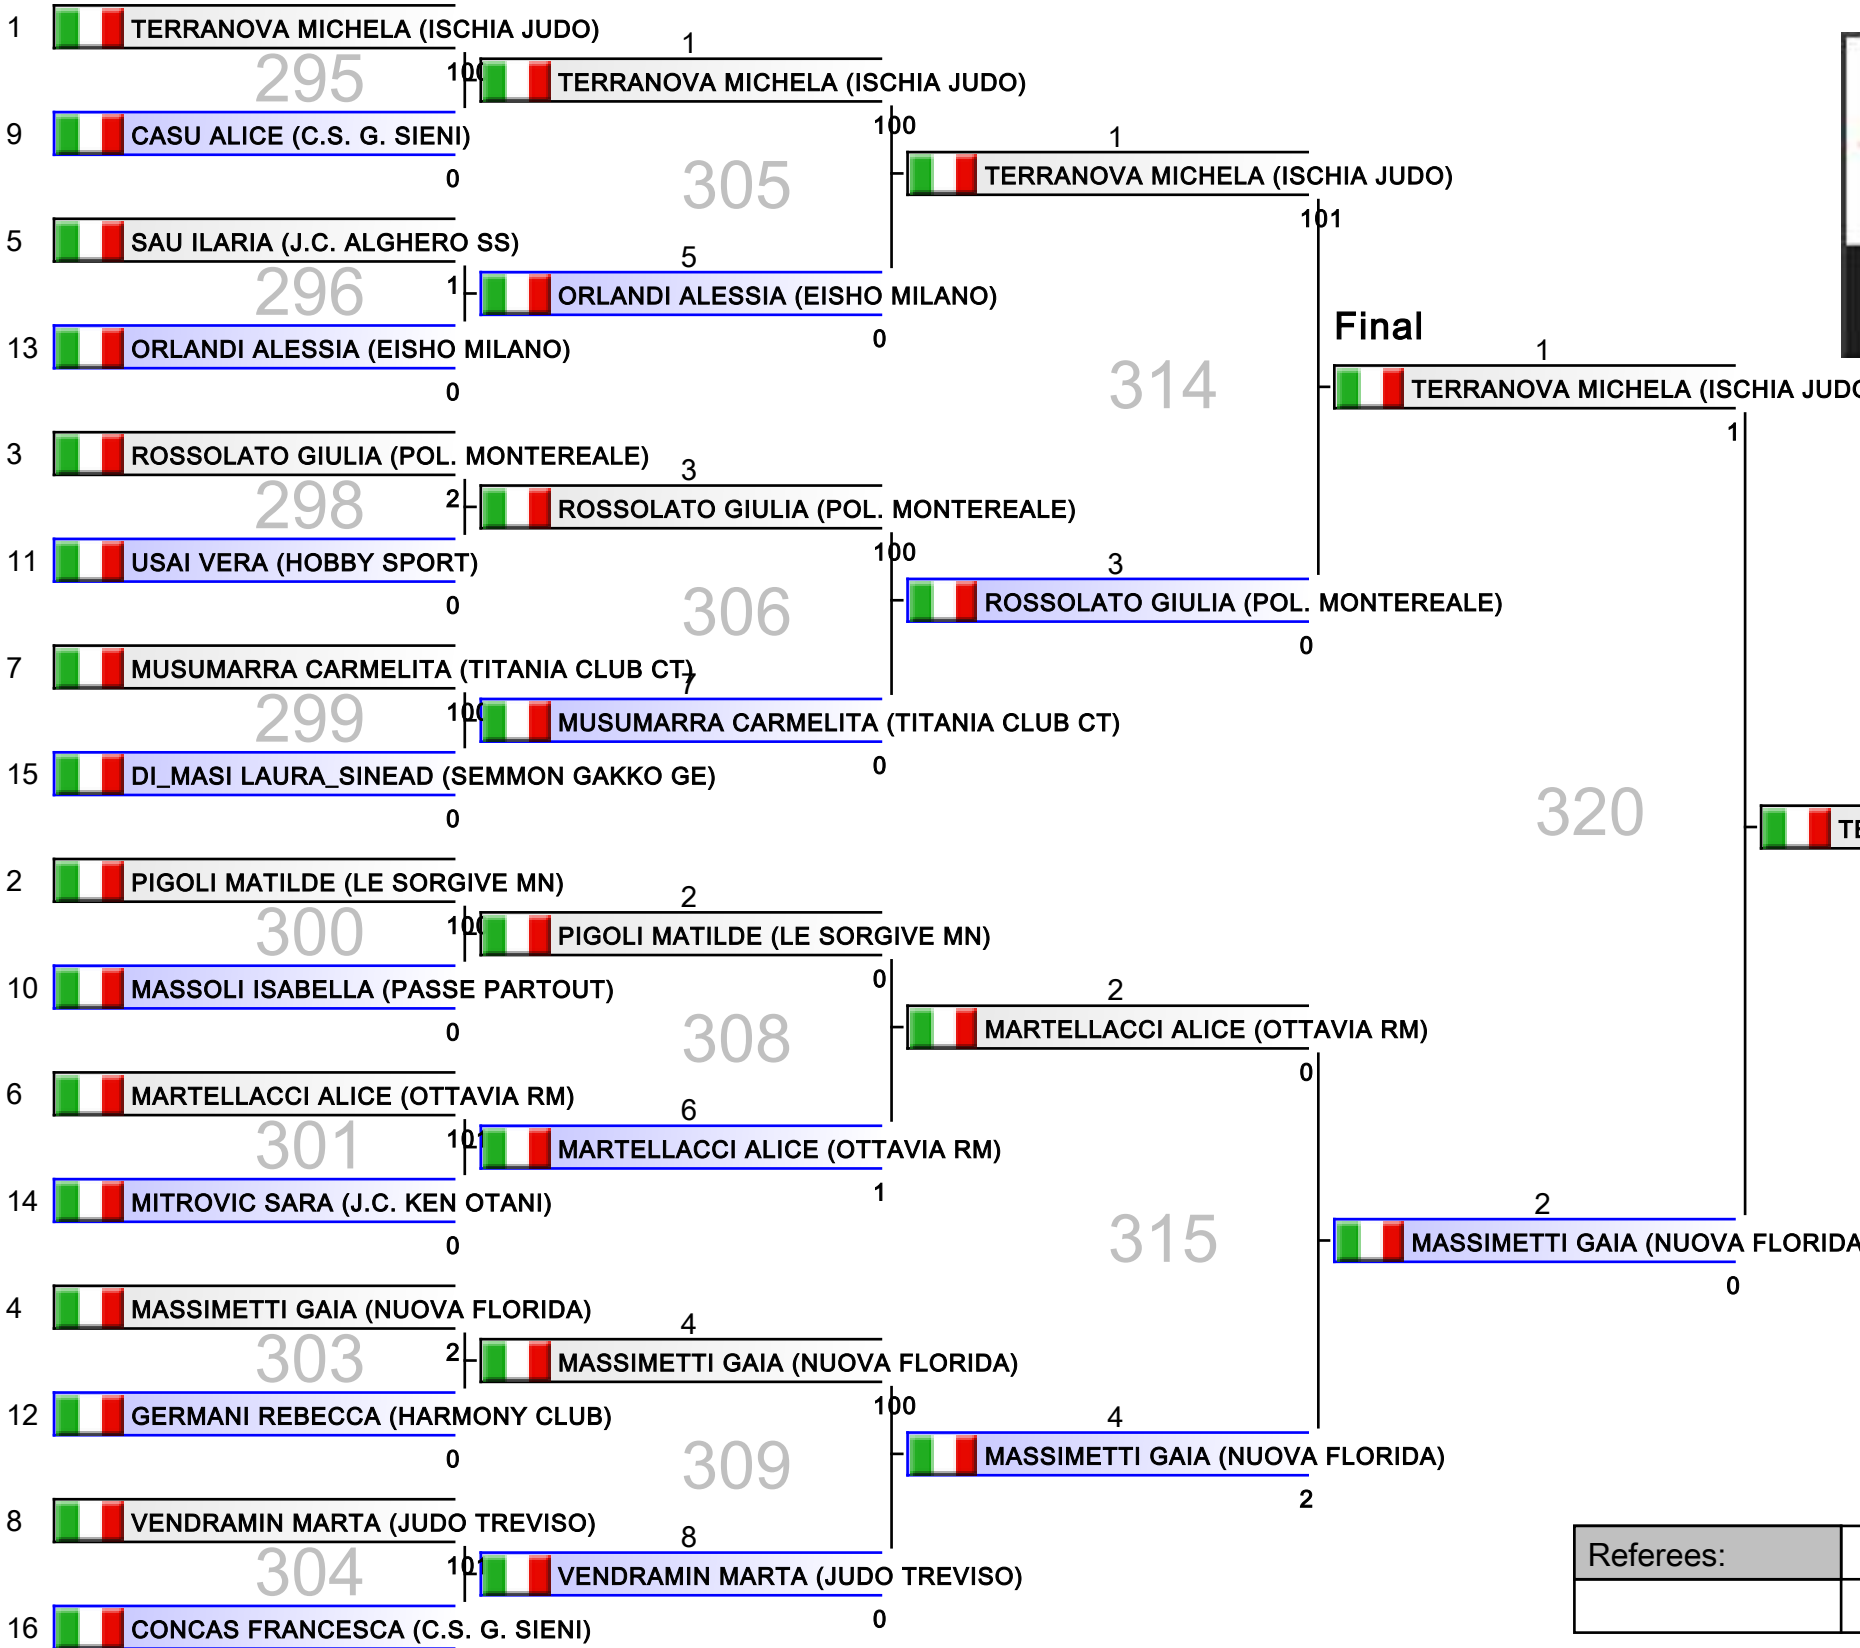 1 TERRANOVA MICHELA (ISCHIA JUDO)
295
100
9 CASU ALICE (C.S. G. SIENI)
0
5 SAU ILARIA (J.C. ALGHERO SS)
296
1
13 ORLANDI ALESSIA (EISHO MILANO)
0
3 ROSSOLATO GIULIA (POL. MONTEREALE)
298
2
11 USAI VERA (HOBBY SPORT)
0
7 MUSUMARRA CARMELITA (TITANIA CLUB CT)
299
100
15 DI_MASI LAURA_SINEAD (SEMMON GAKKO GE)
0
2 PIGOLI MATILDE (LE SORGIVE MN)
300
100
10 MASSOLI ISABELLA (PASSE PARTOUT)
0
6 MARTELLACCI ALICE (OTTAVIA RM)
301
101
14 MITROVIC SARA (J.C. KEN OTANI)
0
4 MASSIMETTI GAIA (NUOVA FLORIDA)
303
2
12 GERMANI REBECCA (HARMONY CLUB)
0
8 VENDRAMIN MARTA (JUDO TREVISO)
304
101
16 CONCAS FRANCESCA (C.S. G. SIENI)
1
TERRANOVA MICHELA (ISCHIA JUDO)
100
305
5
ORLANDI ALESSIA (EISHO MILANO)
0
3
ROSSOLATO GIULIA (POL. MONTEREALE)
100
306
7
MUSUMARRA CARMELITA (TITANIA CLUB CT)
0
2
PIGOLI MATILDE (LE SORGIVE MN)
0
308
6
MARTELLACCI ALICE (OTTAVIA RM)
1
4
MASSIMETTI GAIA (NUOVA FLORIDA)
100
309
8
VENDRAMIN MARTA (JUDO TREVISO)
0
1
TERRANOVA MICHELA (ISCHIA JUDO)
101
314
3
ROSSOLATO GIULIA (POL. MONTEREALE)
0
2
MARTELLACCI ALICE (OTTAVIA RM)
0
315
4
MASSIMETTI GAIA (NUOVA FLORIDA)
2
Final
1
TERRANOVA MICHELA (ISCHIA JUDO
1
320
2
MASSIMETTI GAIA (NUOVA FLORIDA
0
Referees: